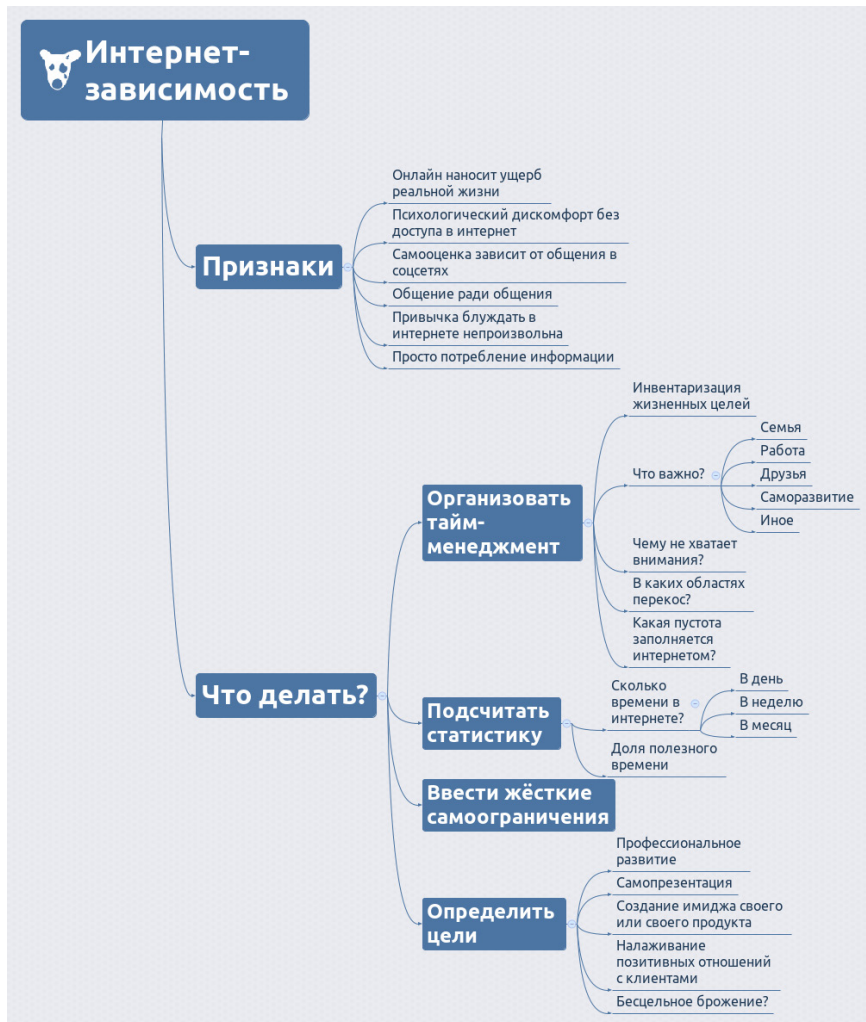 Интернет-
зависимость
Признаки
Онлайн наносит ущерб
реальной жизни
Психологический дискомфорт без
доступа в интернет
Самооценка зависит от общения в
соцсетях
Общение ради общения
Привычка блуждать в
интернете непроизвольна
Просто потребление информации
Что делать?
Организовать
тайм-
менеджмент
Инвентаризация
жизненных целей
Что важно?
Семья
Работа
Друзья
Саморазвитие
Иное
Чему не хватает
внимания?
В каких областях
перекос?
Какая пустота
заполняется
интернетом?
Подсчитать
статистику
Сколько
времени в
интернете?
В день
В неделю
В месяц
Доля полезного
времени
Ввести жёсткие
самоограничения
Определить
цели
Профессиональное
развитие
Самопрезентация
Создание имиджа своего
или своего продукта
Налаживание
позитивных отношений
с клиентами
Бесцельное брожение?